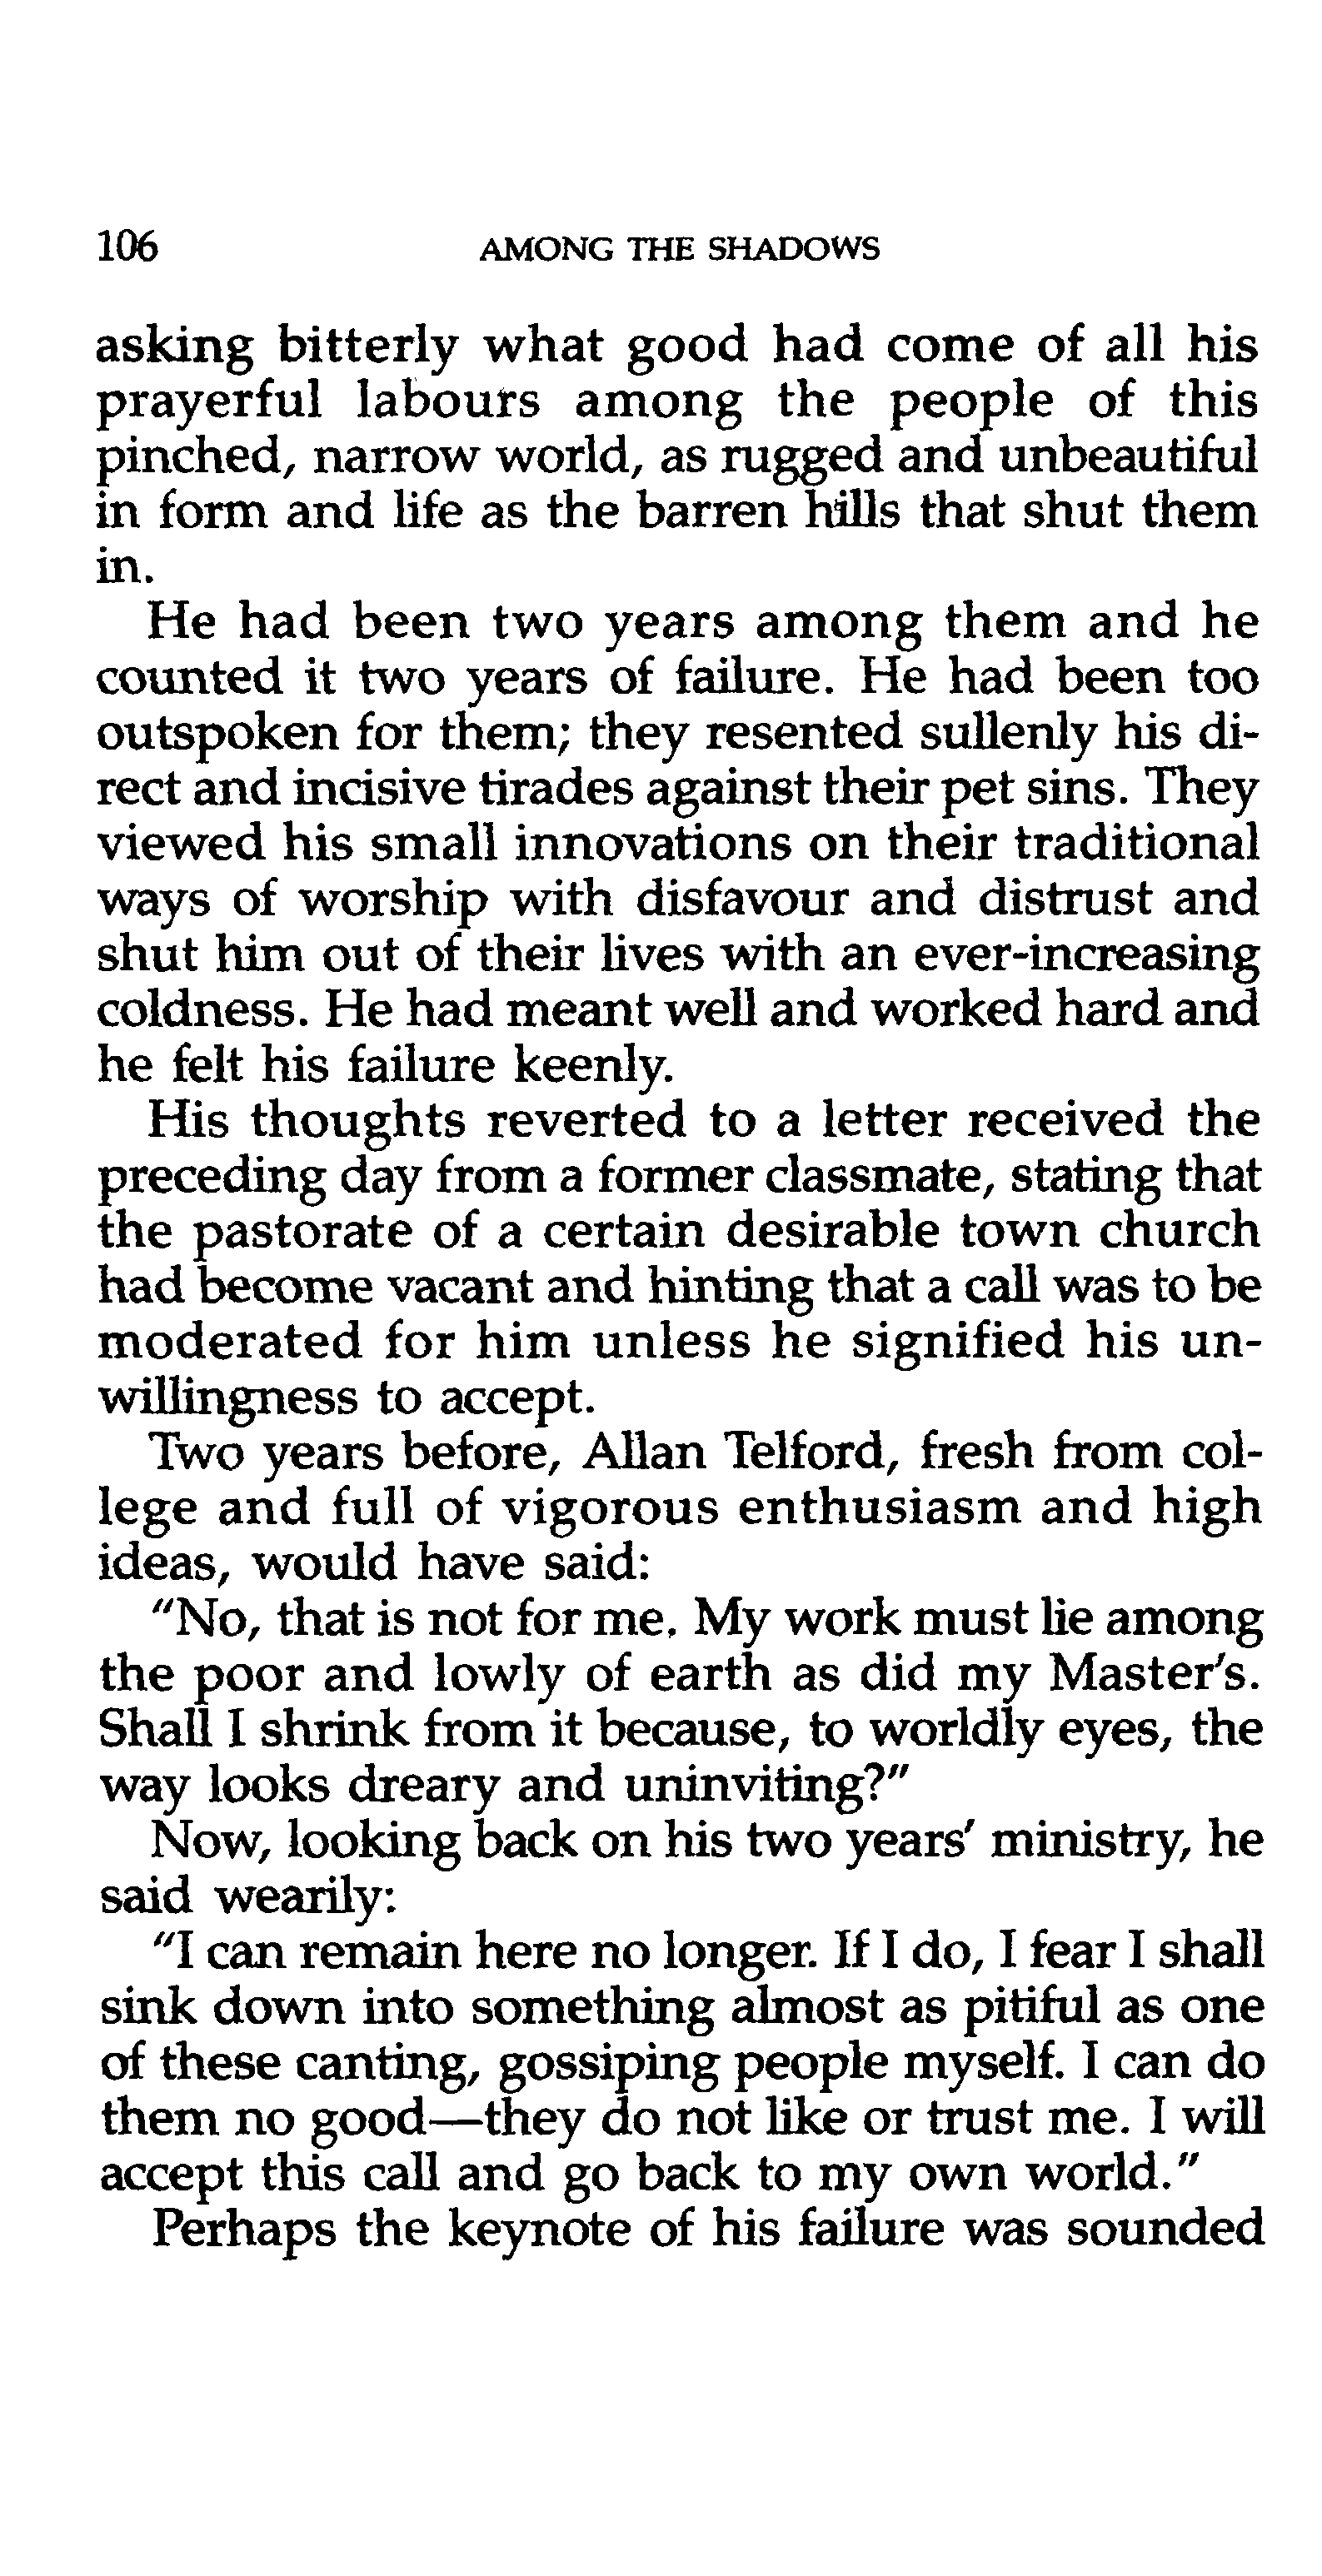 106 AMONG THE SHADOWS
asking bitterly what good had come of all his
prayerful labours among the people of this
pinched, narrow world, as rugged and unbeautiful
in form and life as the barren hills that shut them
in.
He had been two years among them and he
counted it two years of failure. He had been too
outspoken for them; they resented sullenly his di-
rect and incisive tirades against their pet sins. They
viewed his small innovations on their traditional
ways of worship with disfavour and distrust and
shut him out of their lives with an ever-increasing
coldness. He had meant well and worked hard and
he felt his failure keenly.
His thoughts reverted to a letter received the
preceding day from a former classmate, stating that
the pastorate of a certain desirable town church
had become vacant and hinting that a call was to be
moderated for him unless he signified his un-
willingness to accept.
Two years before, Allan Telford, fresh from col-
lege and full of vigorous enthusiasm and high
ideas, would have said:
"No, that is not for me. My work must lie among
the poor and lowly of earth as did my Master's.
Shall I shrink from it because, to worldly eyes, the
way looks dreary and uninviting?"
Now, looking back on his two years' ministry, he
said wearily:
"I can remain here no longer. If I do, I fear I shall
sink down into something almost as pitiful as one
of these canting, gossiping people myself. I can do
them no good—they do not like or trust me. I will
accept this call and go back to my own world."
Perhaps the keynote of his failure was sounded